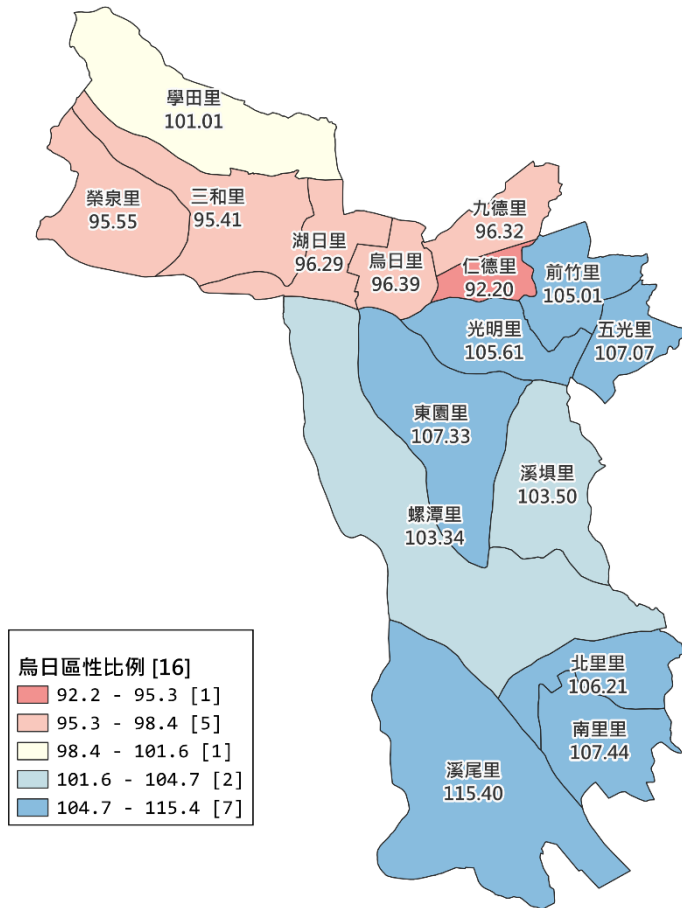 學田里
101.01
榮泉里
95.55
三和里
95.41
湖日里
96.29
烏日里
96.39
九德里
96.32
仁德里
92.20
前竹里
105.01
光明里
105.61
五光里
107.07
東園里
107.33
溪埧里
103.50
螺潭里
103.34
北里里
106.21
南里里
107.44
溪尾里
115.40
烏日區性比例 [16]
92.2 - 95.3 [1]
95.3 - 98.4 [5]
98.4 - 101.6 [1]
101.6 - 104.7 [2]
104.7 - 115.4 [7]